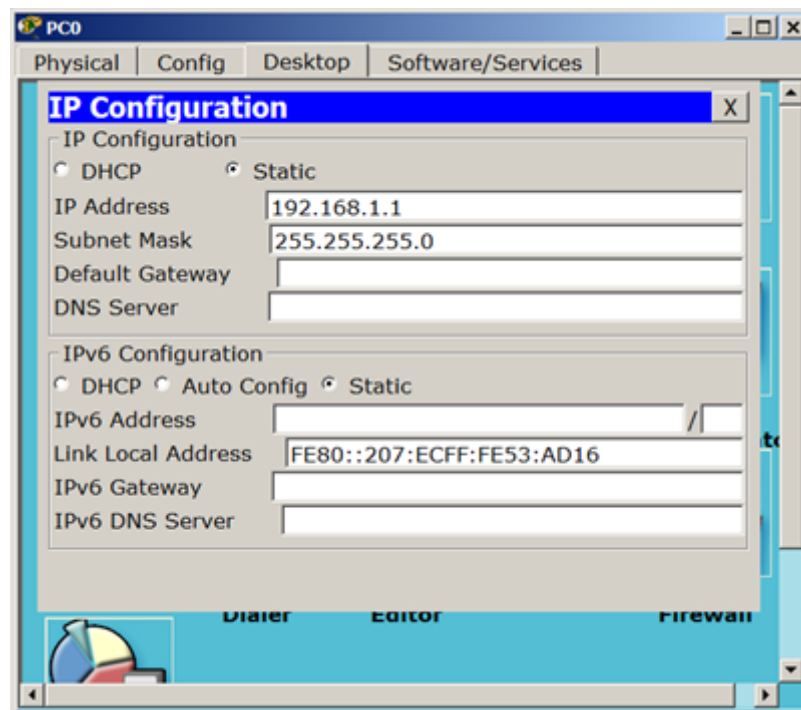 PC0
Physical Config Desktop Software/Services
IP Configuration X
IP Configuration
DHCP Static
IP Address 192.168.1.1
Subnet Mask 255.255.255.0
Default Gateway
DNS Server
IPv6 Configuration
DHCP Auto Config Static
IPv6 Address /
Link Local Address FE80::207:ECFF:FE53:AD16
IPv6 Gateway
IPv6 DNS Server
Dialer Editor Firewall